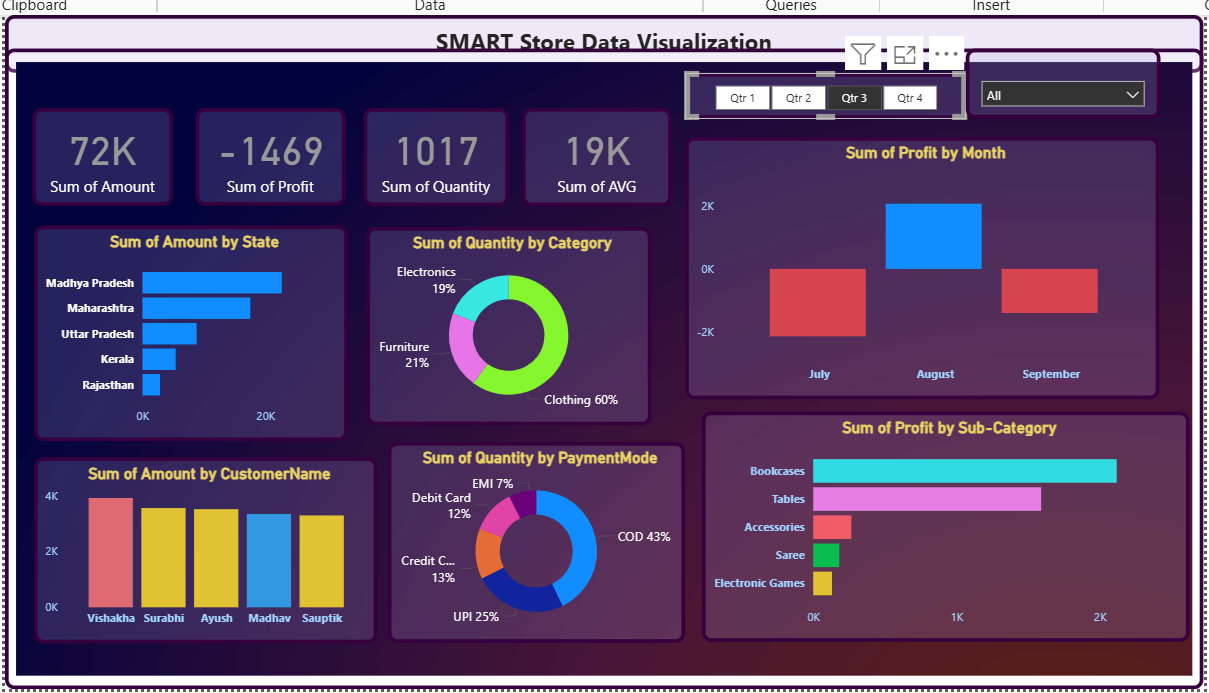 Clipboard
Data
Queries
Insert
SMART Store Data Visualization
Qtr 1
Qtr 2
Qtr 3
Qtr 4
All
72K
Sum of Amount
-1469
Sum of Profit
1017
Sum of Quantity
19K
Sum of AVG
Sum of Profit by Month
2K
0K
-2K
July
August
September
Sum of Amount by State
Madhya Pradesh
Maharashtra
Uttar Pradesh
Kerala
Rajasthan
0K
20K
Sum of Quantity by Category
Electronics
19%
Furniture
21%
Clothing 60%
Sum of Profit by Sub-Category
Bookcases
Tables
Accessories
Saree
Electronic Games
0K
1K
2K
Sum of Amount by CustomerName
4K
2K
0K
Vishakha
Surabhi
Ayush
Madhav
Sauptik
Sum of Quantity by PaymentMode
EMI 7%
Debit Card
12%
COD 43%
Credit C...
13%
UPI 25%